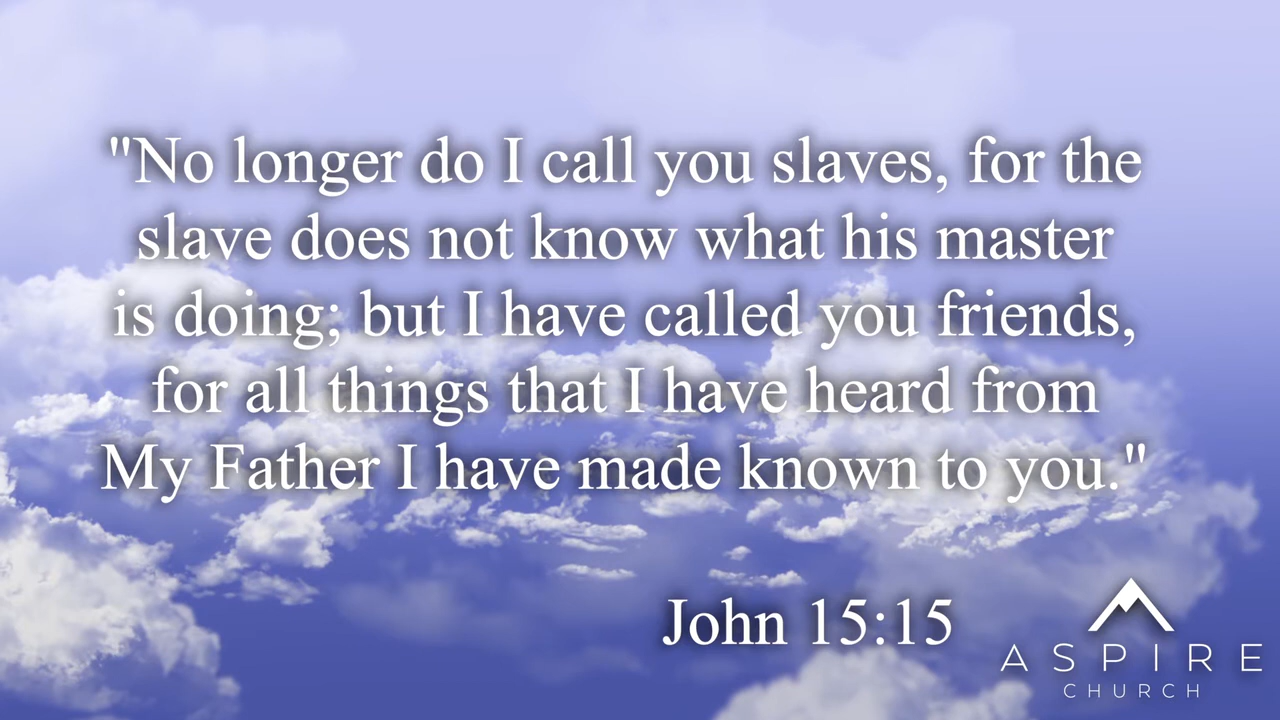 "No longer do I call you slaves, for the
slave does not know what his master
is doing; but I have called you friends,
for all things that I have heard from
My Father I have made known to you."
John 15:15
ASPIRE
CHURCH